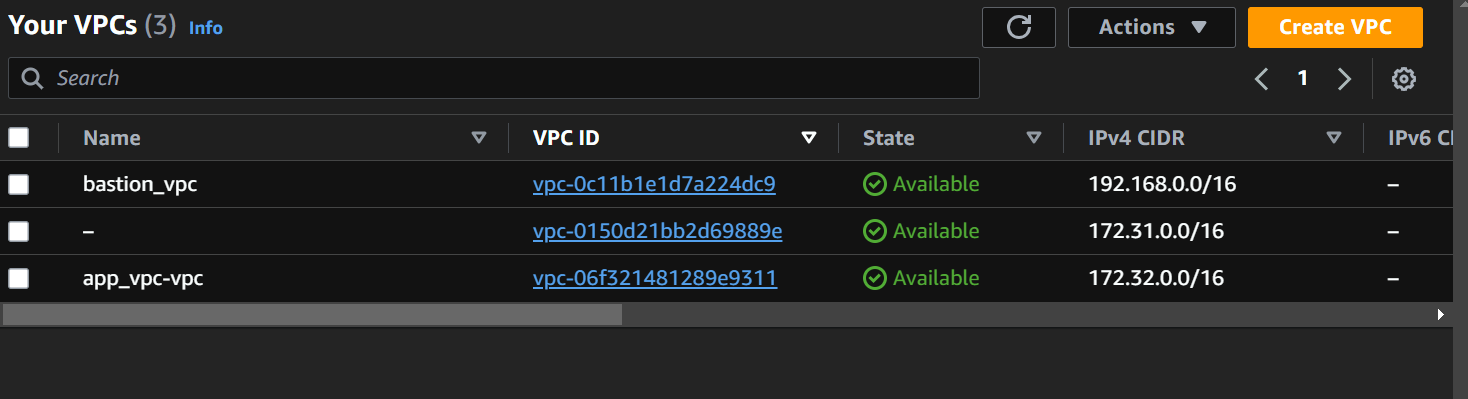 Your VPCs (3) Info
Actions
Create VPC
Search
1
Name VPC ID State IPv4 CIDR IPv6 CI
bastion_vpc vpc-0c11b1e1d7a224dc9 Available 192.168.0.0/16 –
– vpc-0150d21bb2d69889e Available 172.31.0.0/16 –
app_vpc-vpc vpc-06f321481289e9311 Available 172.32.0.0/16 –